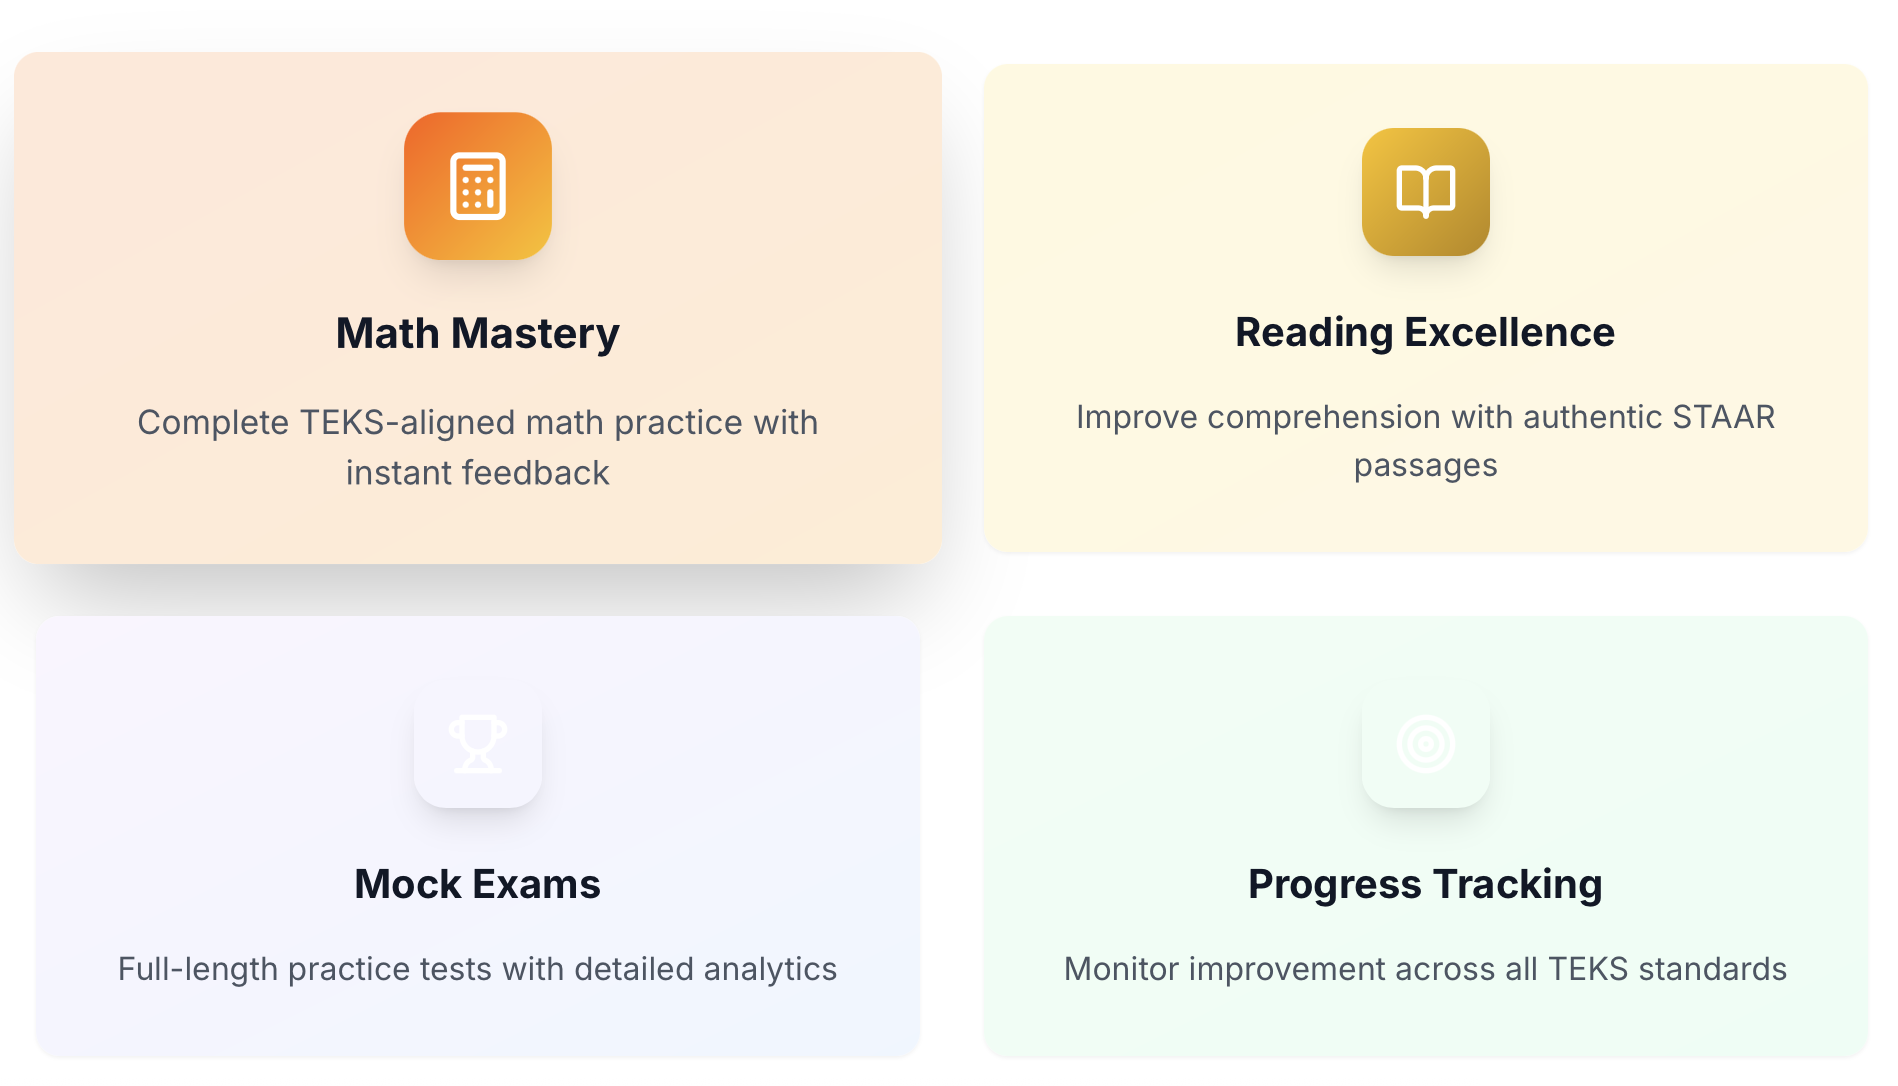 Math Mastery
Complete TEKS-aligned math practice with
instant feedback
Reading Excellence
Improve comprehension with authentic STAAR
passages
Mock Exams
Full-length practice tests with detailed analytics
Progress Tracking
Monitor improvement across all TEKS standards